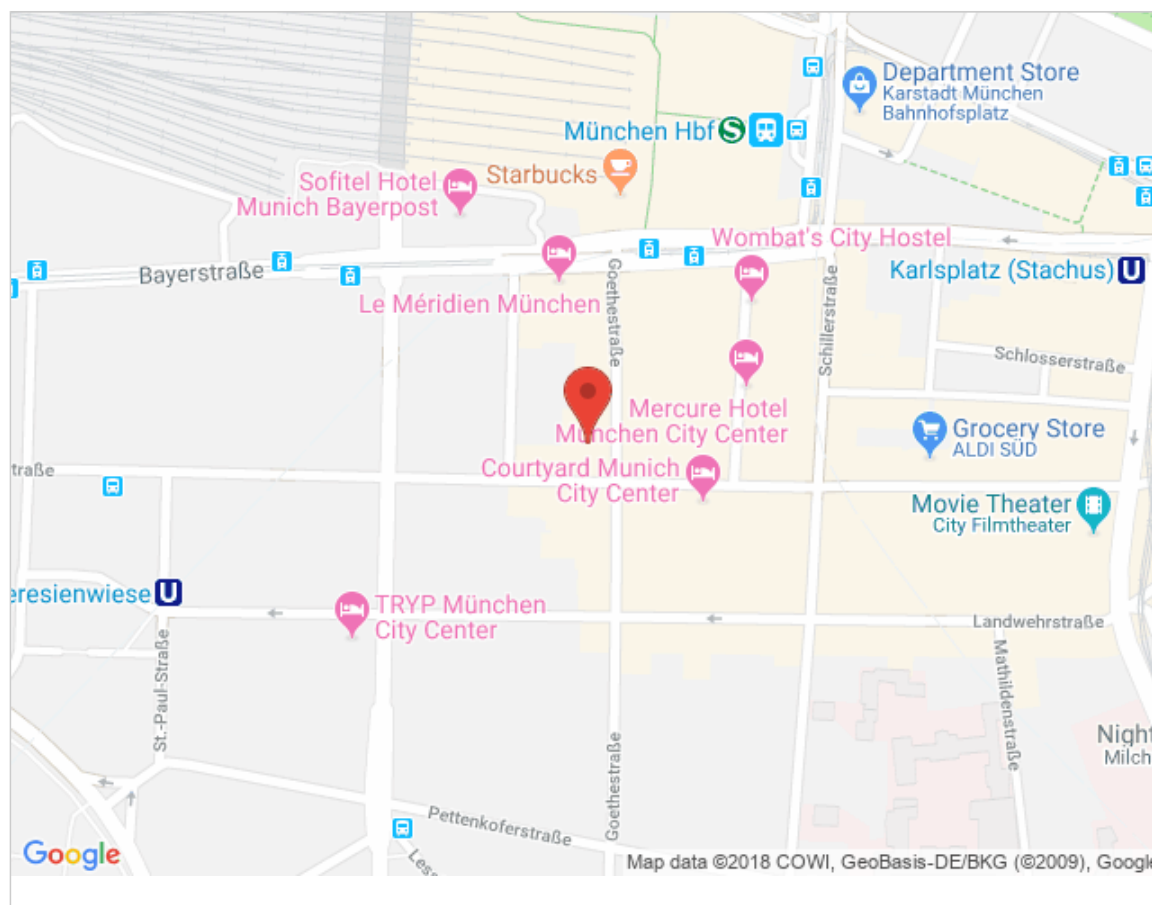 Department Store
Karstadt München
Bahnhofsplatz
München Hbf S
Starbucks
Sofitel Hotel
Munich Bayerpost
Wombat's City Hostel
Bayerstraße
Karlsplatz (Stachus) U
Le Méridien München
Goethestraße
Schillerstraße
Schlosserstraße
Mercure Hotel
München City Center
Grocery Store
ALDI SÜD
traße
Courtyard Munich
City Center
Movie Theater
City Filmtheater
eresienwiese U
TRYP München
City Center
Landwehrstraße
St.-Paul-Straße
Mathildenstraße
Goethestraße
Night
Milch
Pettenkoferstraße
Less
Google
Map data ©2018 COWI, GeoBasis-DE/BKG (©2009), Google